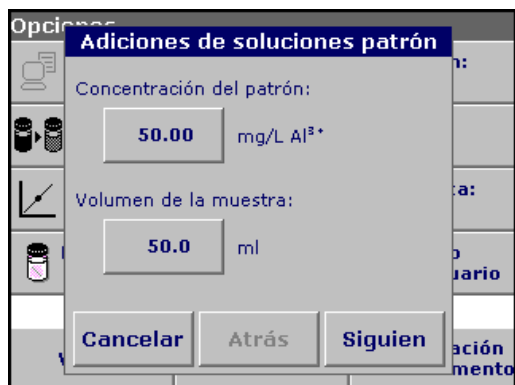 Opciones
Adiciones de soluciones patrón
Concentración del patrón:
50.00 mg/L Al³⁺
Volumen de la muestra:
50.0 ml
Cancelar Atrás Siguien